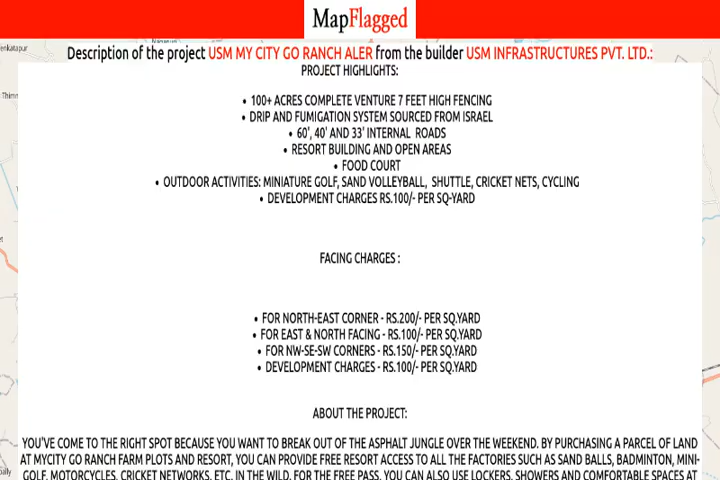 MapFlagged
Description of the project USM MY CITY GO RANCH ALER from the builder USM INFRASTRUCTURES PVT. LTD.:
PROJECT HIGHLIGHTS:
• 100+ ACRES COMPLETE VENTURE 7 FEET HIGH FENCING
• DRIP AND FUMIGATION SYSTEM SOURCED FROM ISRAEL
• 60', 40' AND 33' INTERNAL ROADS
• RESORT BUILDING AND OPEN AREAS
• FOOD COURT
• OUTDOOR ACTIVITIES: MINIATURE GOLF, SAND VOLLEYBALL, SHUTTLE, CRICKET NETS, CYCLING
• DEVELOPMENT CHARGES RS.100/- PER SQ-YARD
FACING CHARGES :
• FOR NORTH-EAST CORNER - RS.200/- PER SQ.YARD
• FOR EAST & NORTH FACING - RS.100/- PER SQ.YARD
• FOR NW-SE-SW CORNERS - RS.150/- PER SQ.YARD
• DEVELOPMENT CHARGES - RS.100/- PER SQ.YARD
ABOUT THE PROJECT:
YOU'VE COME TO THE RIGHT SPOT BECAUSE YOU WANT TO BREAK OUT OF THE ASPHALT JUNGLE OVER THE WEEKEND. BY PURCHASING A PARCEL OF LAND
AT MYCITY GO RANCH FARM PLOTS AND RESORT, YOU CAN PROVIDE FREE RESORT ACCESS TO ALL THE FACTORIES SUCH AS SAND BALLS, BADMINTON, MINI-
GOLF, MOTORCYCLES, CRICKET NETWORKS, ETC. IN THE WILD. FOR THE FREE PASS, YOU CAN ALSO USE LOCKERS, SHOWERS AND COMFORTABLE SPACES AT